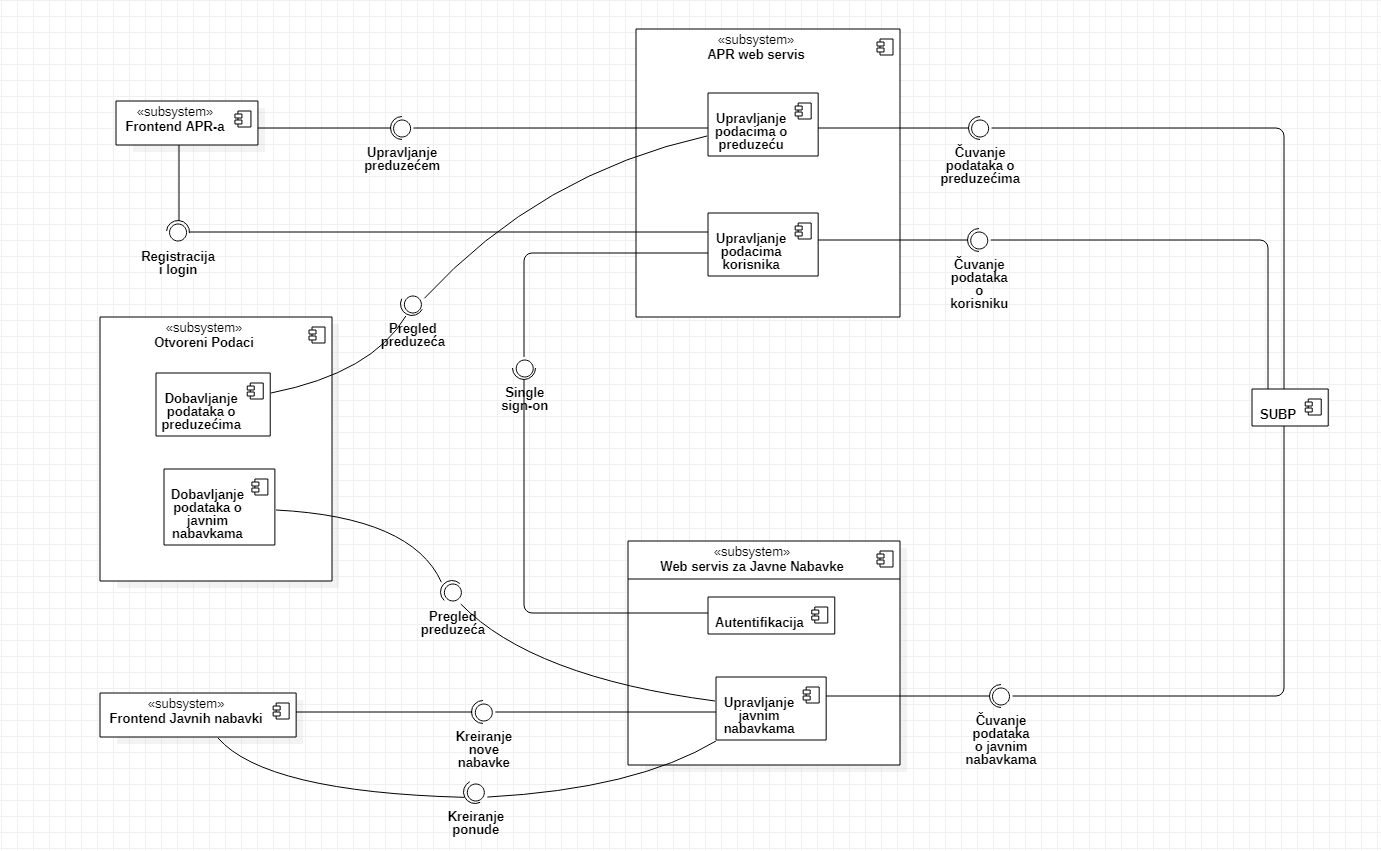 «subsystem»
APR web servis
«subsystem»
Frontend APR-a
Upravljanje
preduzećem
Upravljanje
podacima o
preduzeću
Čuvanje
podataka o
preduzećima
Registracija
i login
Upravljanje
podacima
korisnika
Čuvanje
podataka
o
korisniku
«subsystem»
Otvoreni Podaci
Pregled
preduzeća
Dobavljanje
podataka o
preduzećima
Single
sign-on
SUBP
Dobavljanje
podataka o
javnim
nabavkama
«subsystem»
Web servis za Javne Nabavke
Pregled
preduzeća
Autentifikacija
«subsystem»
Frontend Javnih nabavki
Kreiranje
nove
nabavke
Upravljanje
javnim
nabavkama
Čuvanje
podataka
o javnim
nabavkama
Kreiranje
ponude